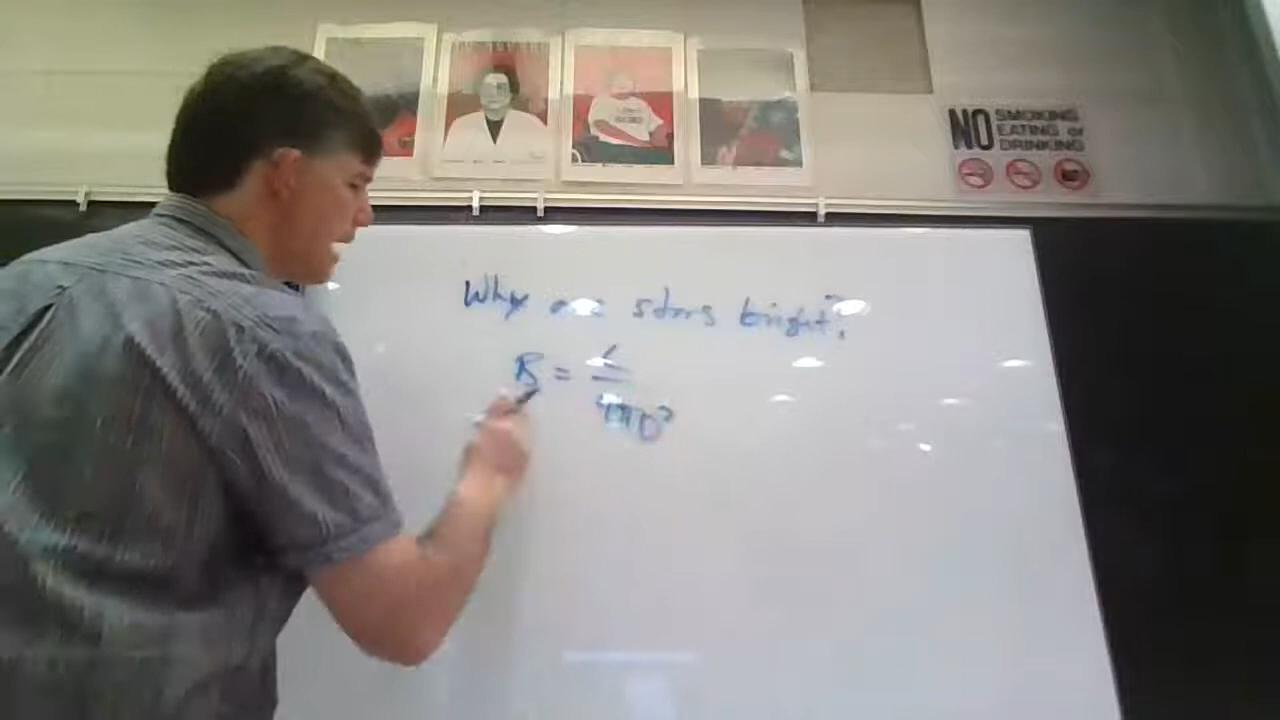 NO SMOKING
EATING or
DRINKING
Why are stars bright?
B = L
4πD²